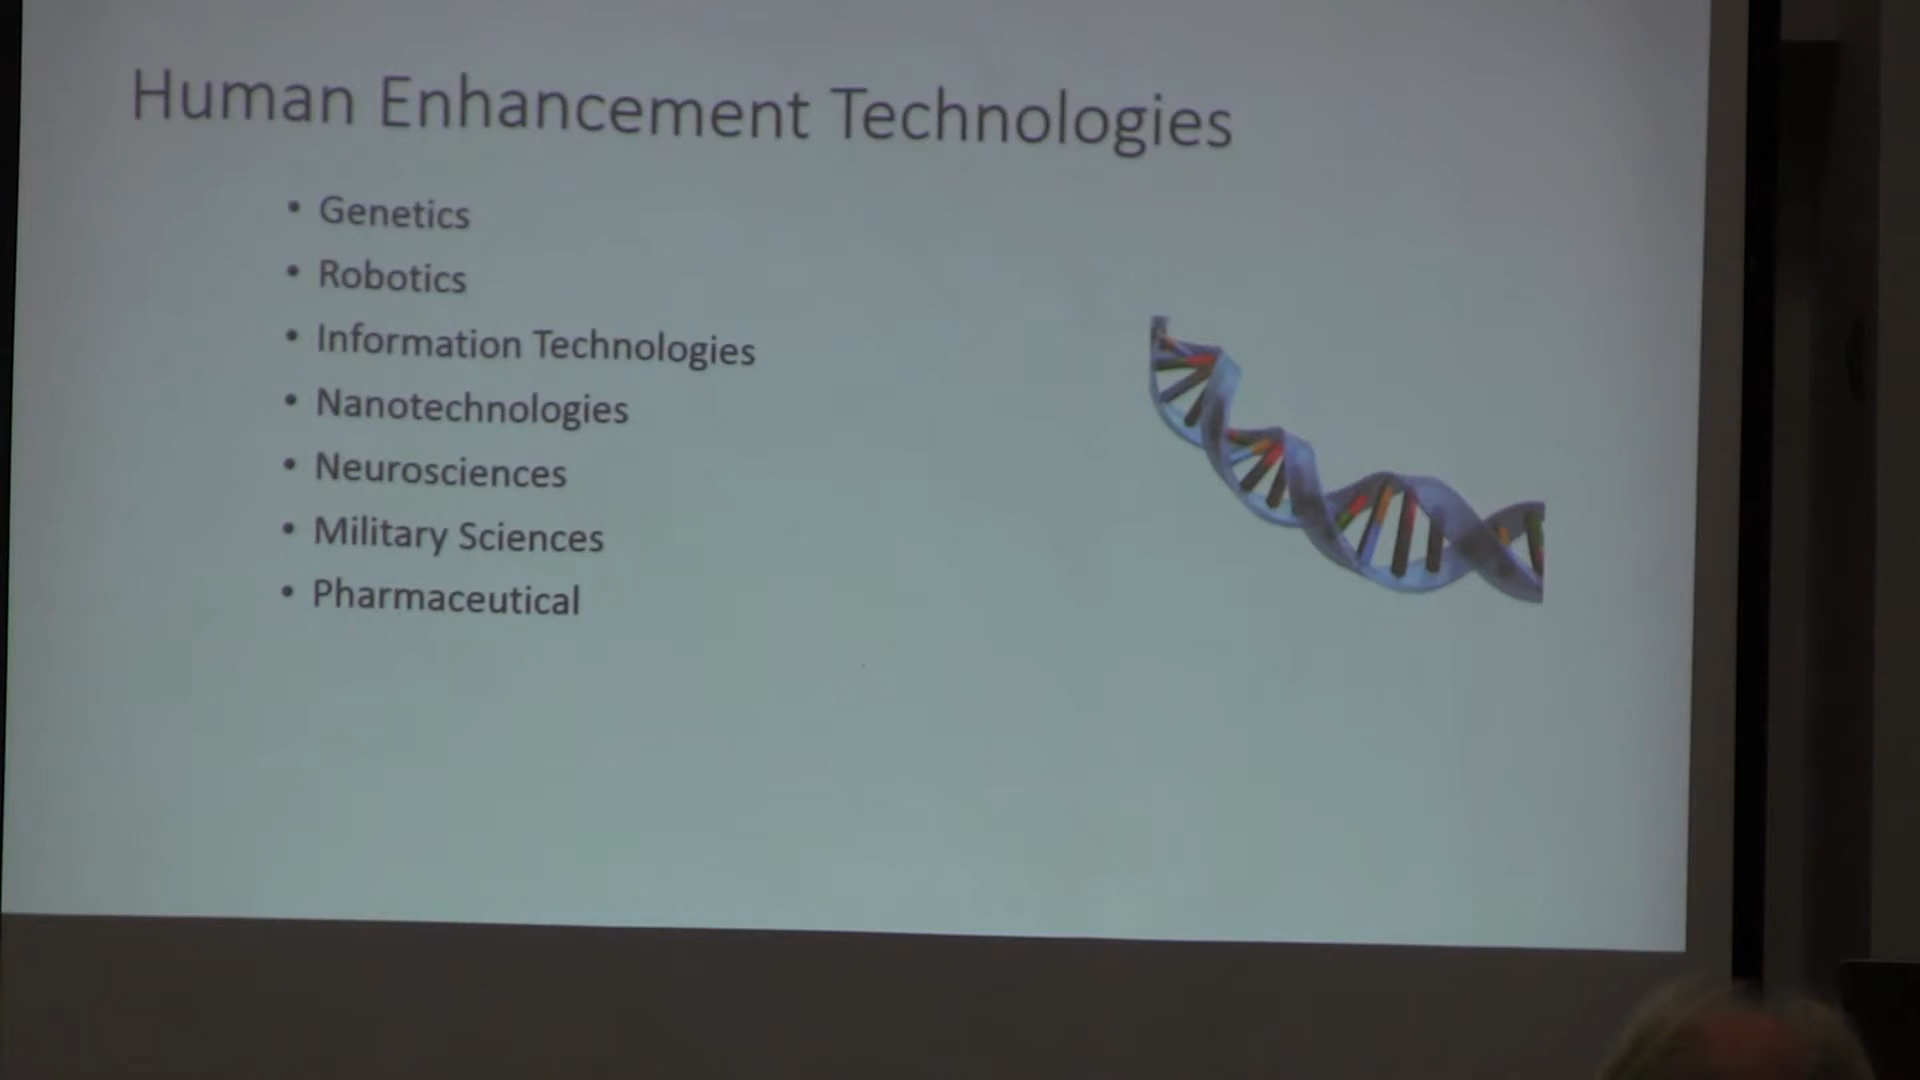 Human Enhancement Technologies
• Genetics
• Robotics
• Information Technologies
• Nanotechnologies
• Neurosciences
• Military Sciences
• Pharmaceutical